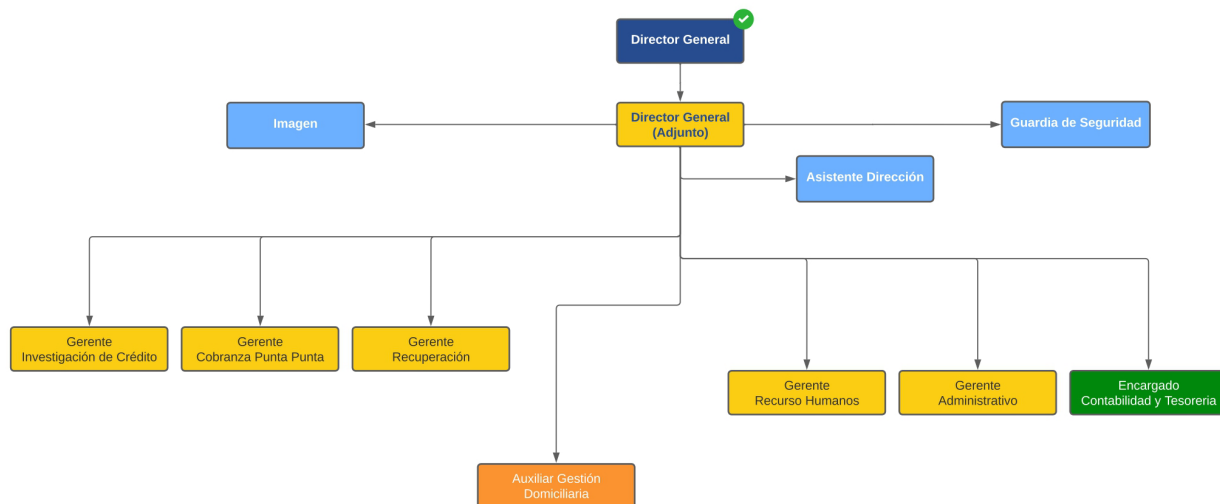 Director General
Imagen
Director General
(Adjunto)
Guardia de Seguridad
Asistente Dirección
Gerente
Investigación de Crédito
Gerente
Cobranza Punta Punta
Gerente
Recuperación
Gerente
Recurso Humanos
Gerente
Administrativo
Encargado
Contabilidad y Tesoreria
Auxiliar Gestión
Domiciliaria